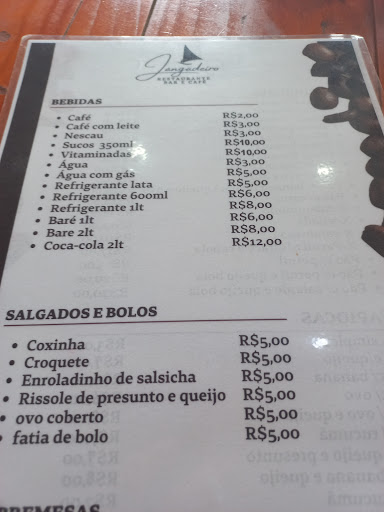 Jangadeiro
RESTAURANTE
BAR E CAFÉ
BEBIDAS
• Café R$2,00
• Café com leite R$3,00
• Nescau R$3,00
• Sucos 350ml R$10,00
• Vitaminadas R$10,00
• Água R$3,00
• Água com gás R$5,00
• Refrigerante lata R$5,00
• Refrigerante 600ml R$6,00
• Refrigerante 1lt R$8,00
• Baré 1lt R$6,00
• Bare 2lt R$8,00
• Coca-cola 2lt R$12,00
SALGADOS E BOLOS
• Coxinha R$5,00
• Croquete R$5,00
• Enroladinho de salsicha R$5,00
• Rissole de presunto e queijo R$5,00
• ovo coberto R$5,00
• fatia de bolo R$5,00